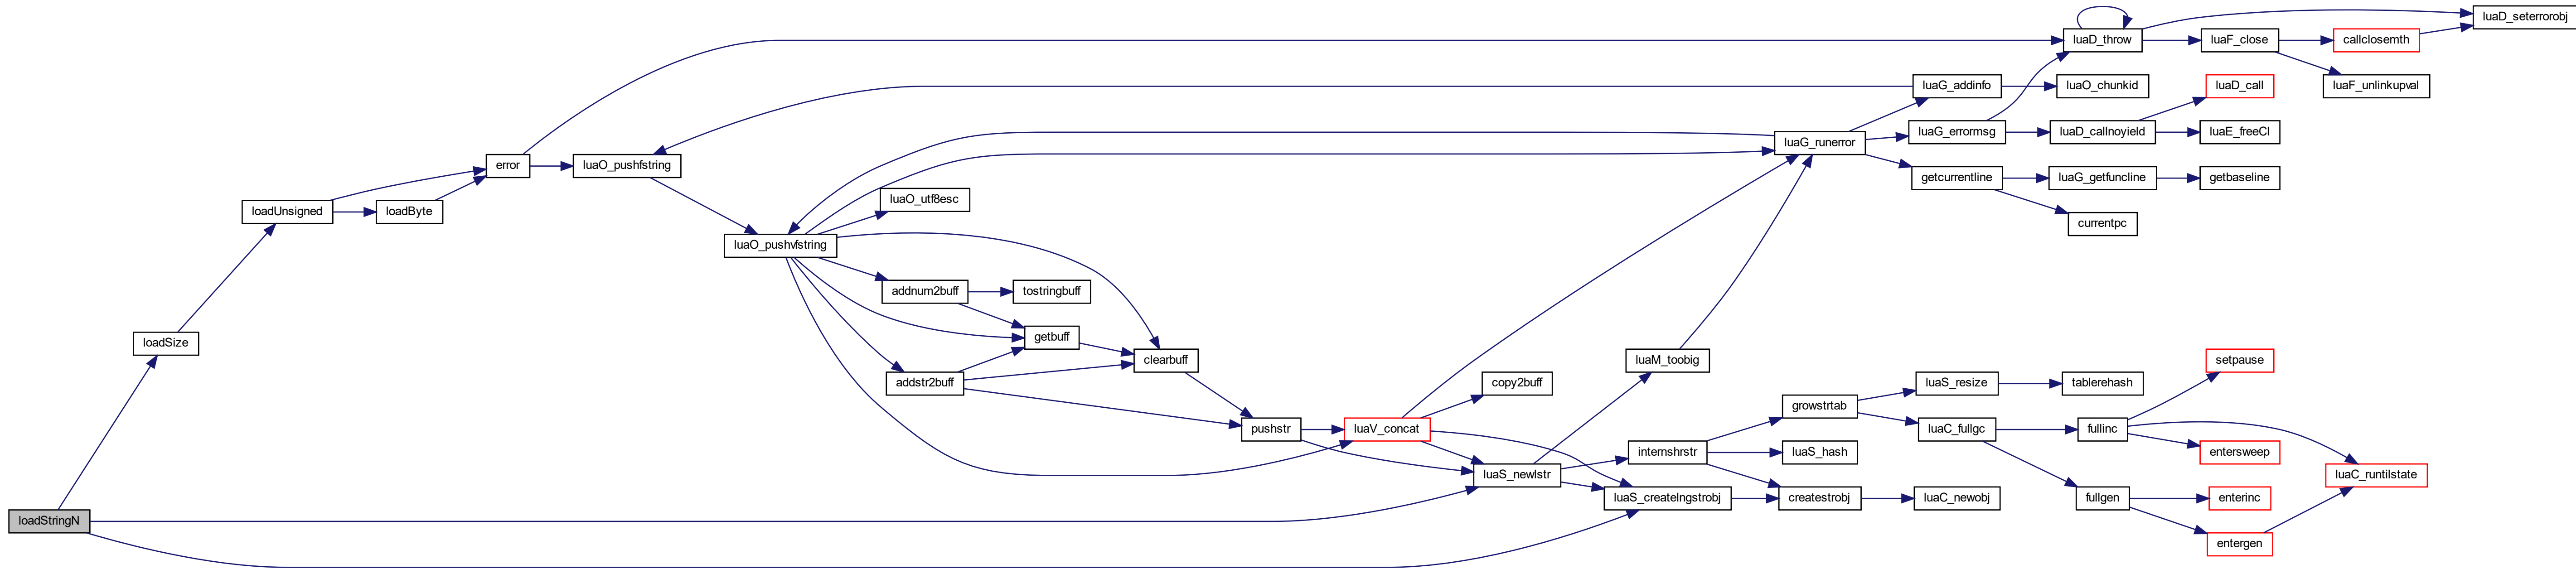 loadStringN
loadSize
loadUnsigned
loadByte
error
luaO_pushfstring
luaO_pushvfstring
luaO_utf8esc
addnum2buff
tostringbuff
getbuff
addstr2buff
clearbuff
pushstr
luaV_concat
copy2buff
luaS_newlstr
luaM_toobig
internshrstr
luaS_createlngstrobj
luaG_runerror
growstrtab
luaS_hash
createstrobj
luaG_addinfo
luaG_errormsg
getcurrentline
luaS_resize
luaC_fullgc
luaC_newobj
luaD_throw
luaO_chunkid
luaD_callnoyield
luaG_getfuncline
currentpc
tablerehash
fullinc
fullgen
luaF_close
luaD_call
luaE_freeCI
getbaseline
setpause
entersweep
enterinc
entergen
callclosemth
luaF_unlinkupval
luaC_runtilstate
luaD_seterrorobj